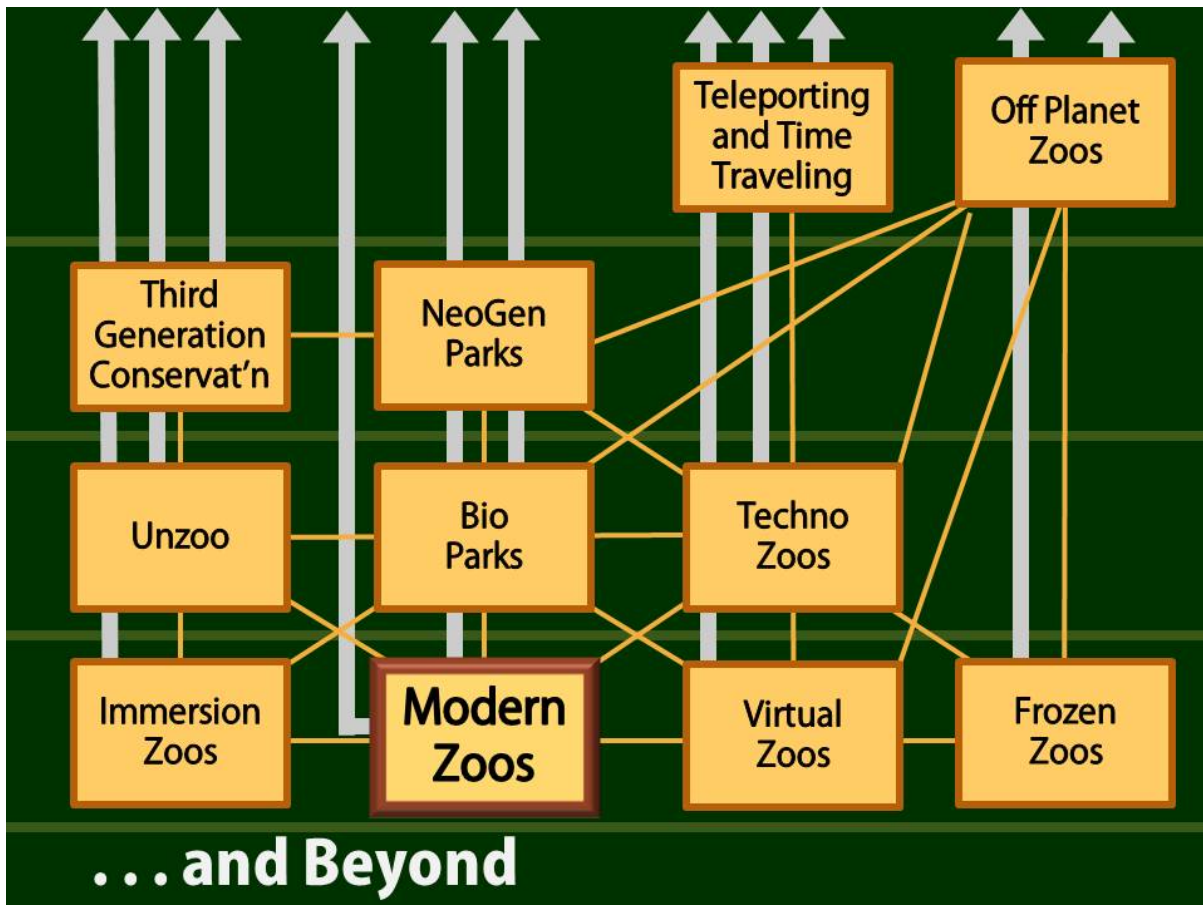 Teleporting
and Time
Traveling
Off Planet
Zoos
Third
Generation
Conservat'n
NeoGen
Parks
Unzoo
Bio
Parks
Techno
Zoos
Immersion
Zoos
Modern
Zoos
Virtual
Zoos
Frozen
Zoos
. . . and Beyond